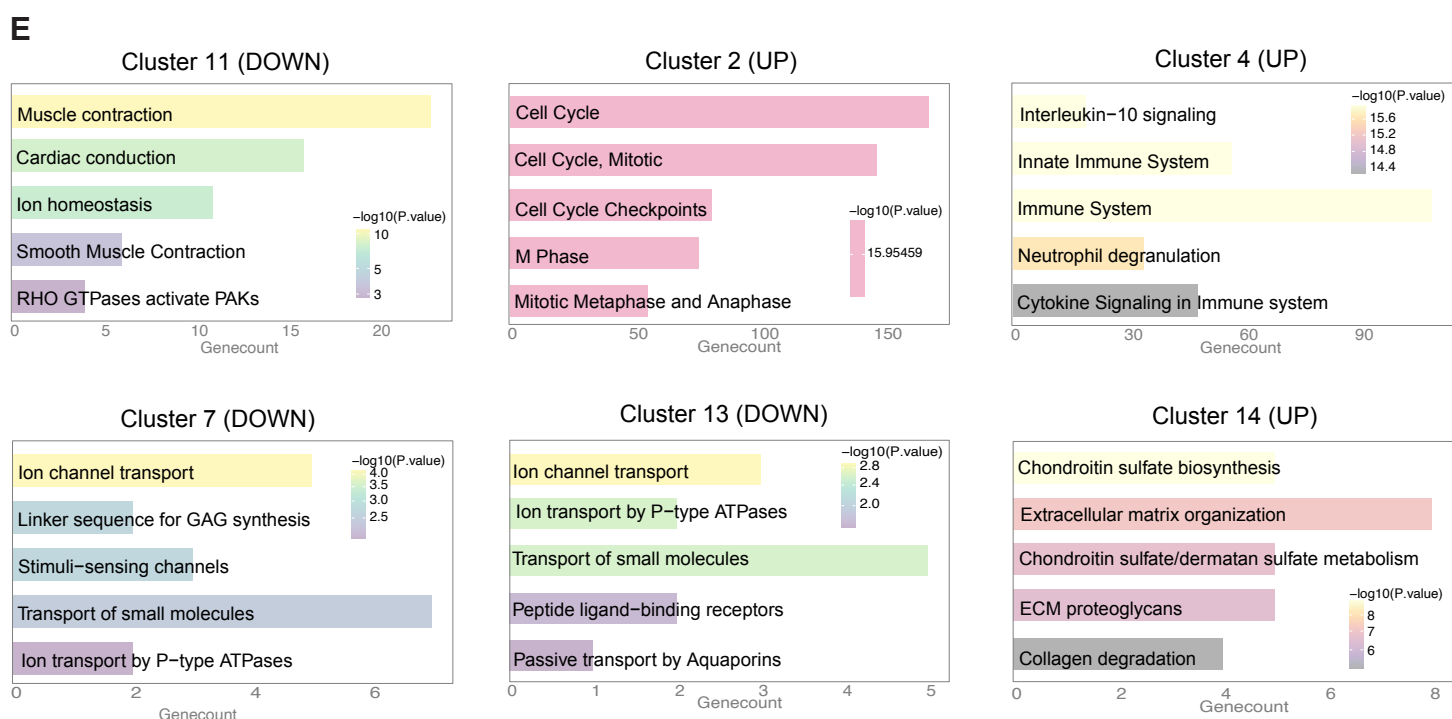 E
Cluster 11 (DOWN)
Muscle contraction
Cardiac conduction
Ion homeostasis
Smooth Muscle Contraction
RHO GTPases activate PAKs
−log10(P.value)
10
5
3
0 5 10 15 20
Genecount
Cluster 2 (UP)
Cell Cycle
Cell Cycle, Mitotic
Cell Cycle Checkpoints
M Phase
Mitotic Metaphase and Anaphase
−log10(P.value)
15.95459
0 50 100 150
Genecount
Cluster 4 (UP)
Interleukin−10 signaling
Innate Immune System
Immune System
Neutrophil degranulation
Cytokine Signaling in Immune system
−log10(P.value)
15.6
15.2
14.8
14.4
0 30 60 90
Genecount
Cluster 7 (DOWN)
Ion channel transport
Linker sequence for GAG synthesis
Stimuli−sensing channels
Transport of small molecules
Ion transport by P−type ATPases
−log10(P.value)
4.0
3.5
3.0
2.5
0 2 4 6
Genecount
Cluster 13 (DOWN)
Ion channel transport
Ion transport by P−type ATPases
Transport of small molecules
Peptide ligand−binding receptors
Passive transport by Aquaporins
−log10(P.value)
2.8
2.4
2.0
0 1 2 3 4 5
Genecount
Cluster 14 (UP)
Chondroitin sulfate biosynthesis
Extracellular matrix organization
Chondroitin sulfate/dermatan sulfate metabolism
ECM proteoglycans
Collagen degradation
−log10(P.value)
8
7
6
0 2 4 6 8
Genecount